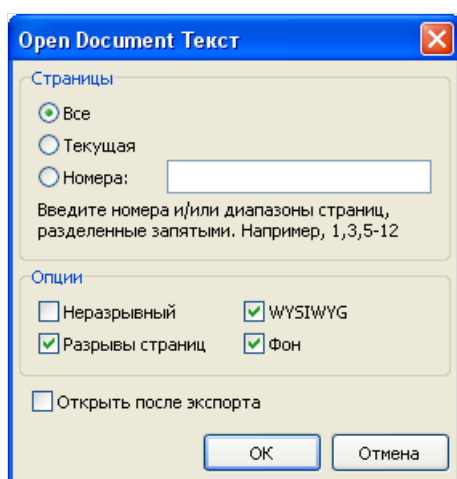 Open Document Текст
Страницы
Все
Текущая
Номера:
Введите номера и/или диапазоны страниц,
разделенные запятыми. Например, 1,3,5-12
Опции
Неразрывный
WYSIWYG
Разрывы страниц
Фон
Открыть после экспорта
OK
Отмена